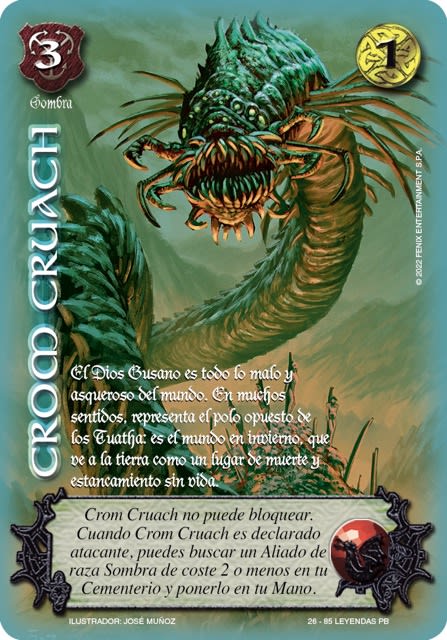 3
1
Sombra
CROM CRUACH
© 2022 FENIX ENTERTAINMENT S.P.A.
El Dios Gusano es todo lo malo y
asqueroso del mundo. En muchos
sentidos, representa el polo opuesto de
los Tuatha: es el mundo en invierno, que
ve a la tierra como un lugar de muerte y
estancamiento sin vida.
Crom Cruach no puede bloquear.
Cuando Crom Cruach es declarado
atacante, puedes buscar un Aliado de
raza Sombra de coste 2 o menos en tu
Cementerio y ponerlo en tu Mano.
ILUSTRADOR: JOSÉ MUÑOZ
26 - 85 LEYENDAS PB